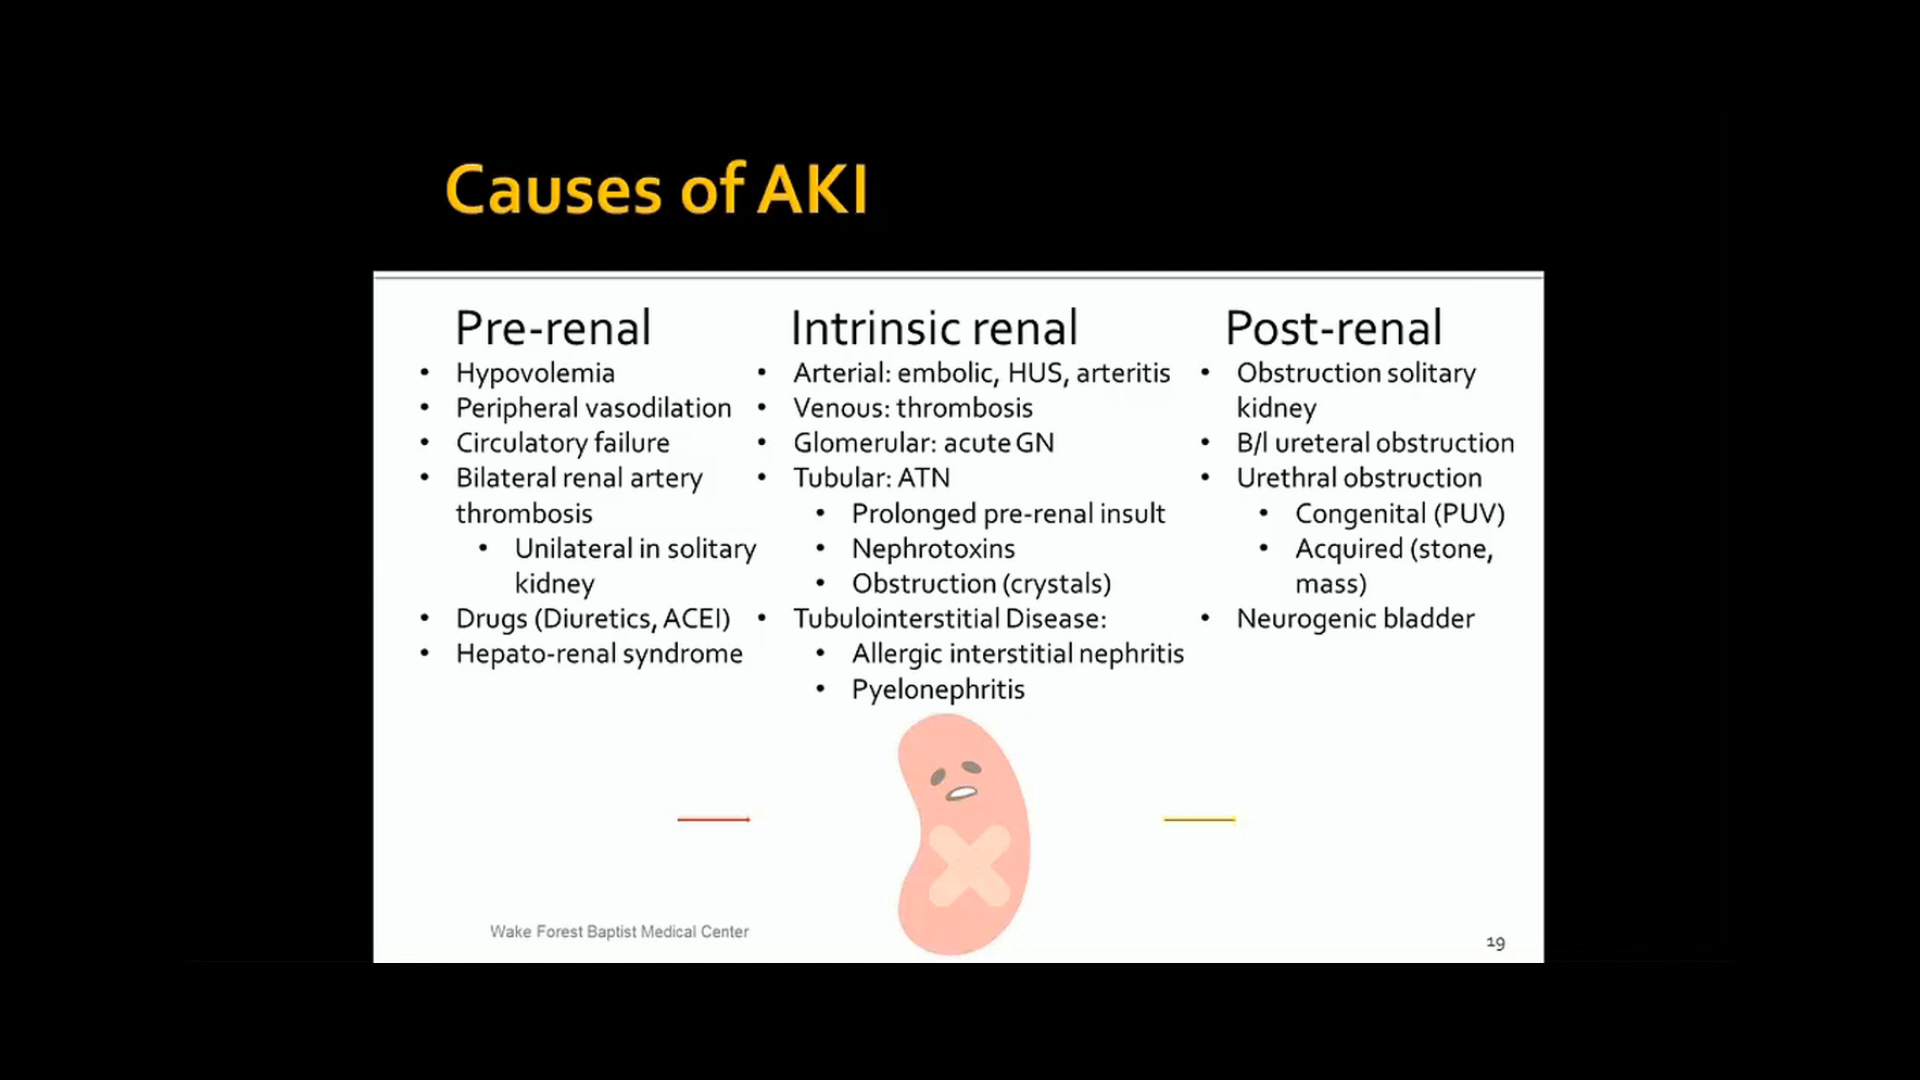 Causes of AKI
Pre-renal
Hypovolemia
Peripheral vasodilation
Circulatory failure
Bilateral renal artery
thrombosis
Unilateral in solitary
kidney
Drugs (Diuretics, ACEI)
Hepato-renal syndrome
Intrinsic renal
Arterial: embolic, HUS, arteritis
Venous: thrombosis
Glomerular: acute GN
Tubular: ATN
Prolonged pre-renal insult
Nephrotoxins
Obstruction (crystals)
Tubulointerstitial Disease:
Allergic interstitial nephritis
Pyelonephritis
Post-renal
Obstruction solitary
kidney
B/l ureteral obstruction
Urethral obstruction
Congenital (PUV)
Acquired (stone,
mass)
Neurogenic bladder
Wake Forest Baptist Medical Center
19